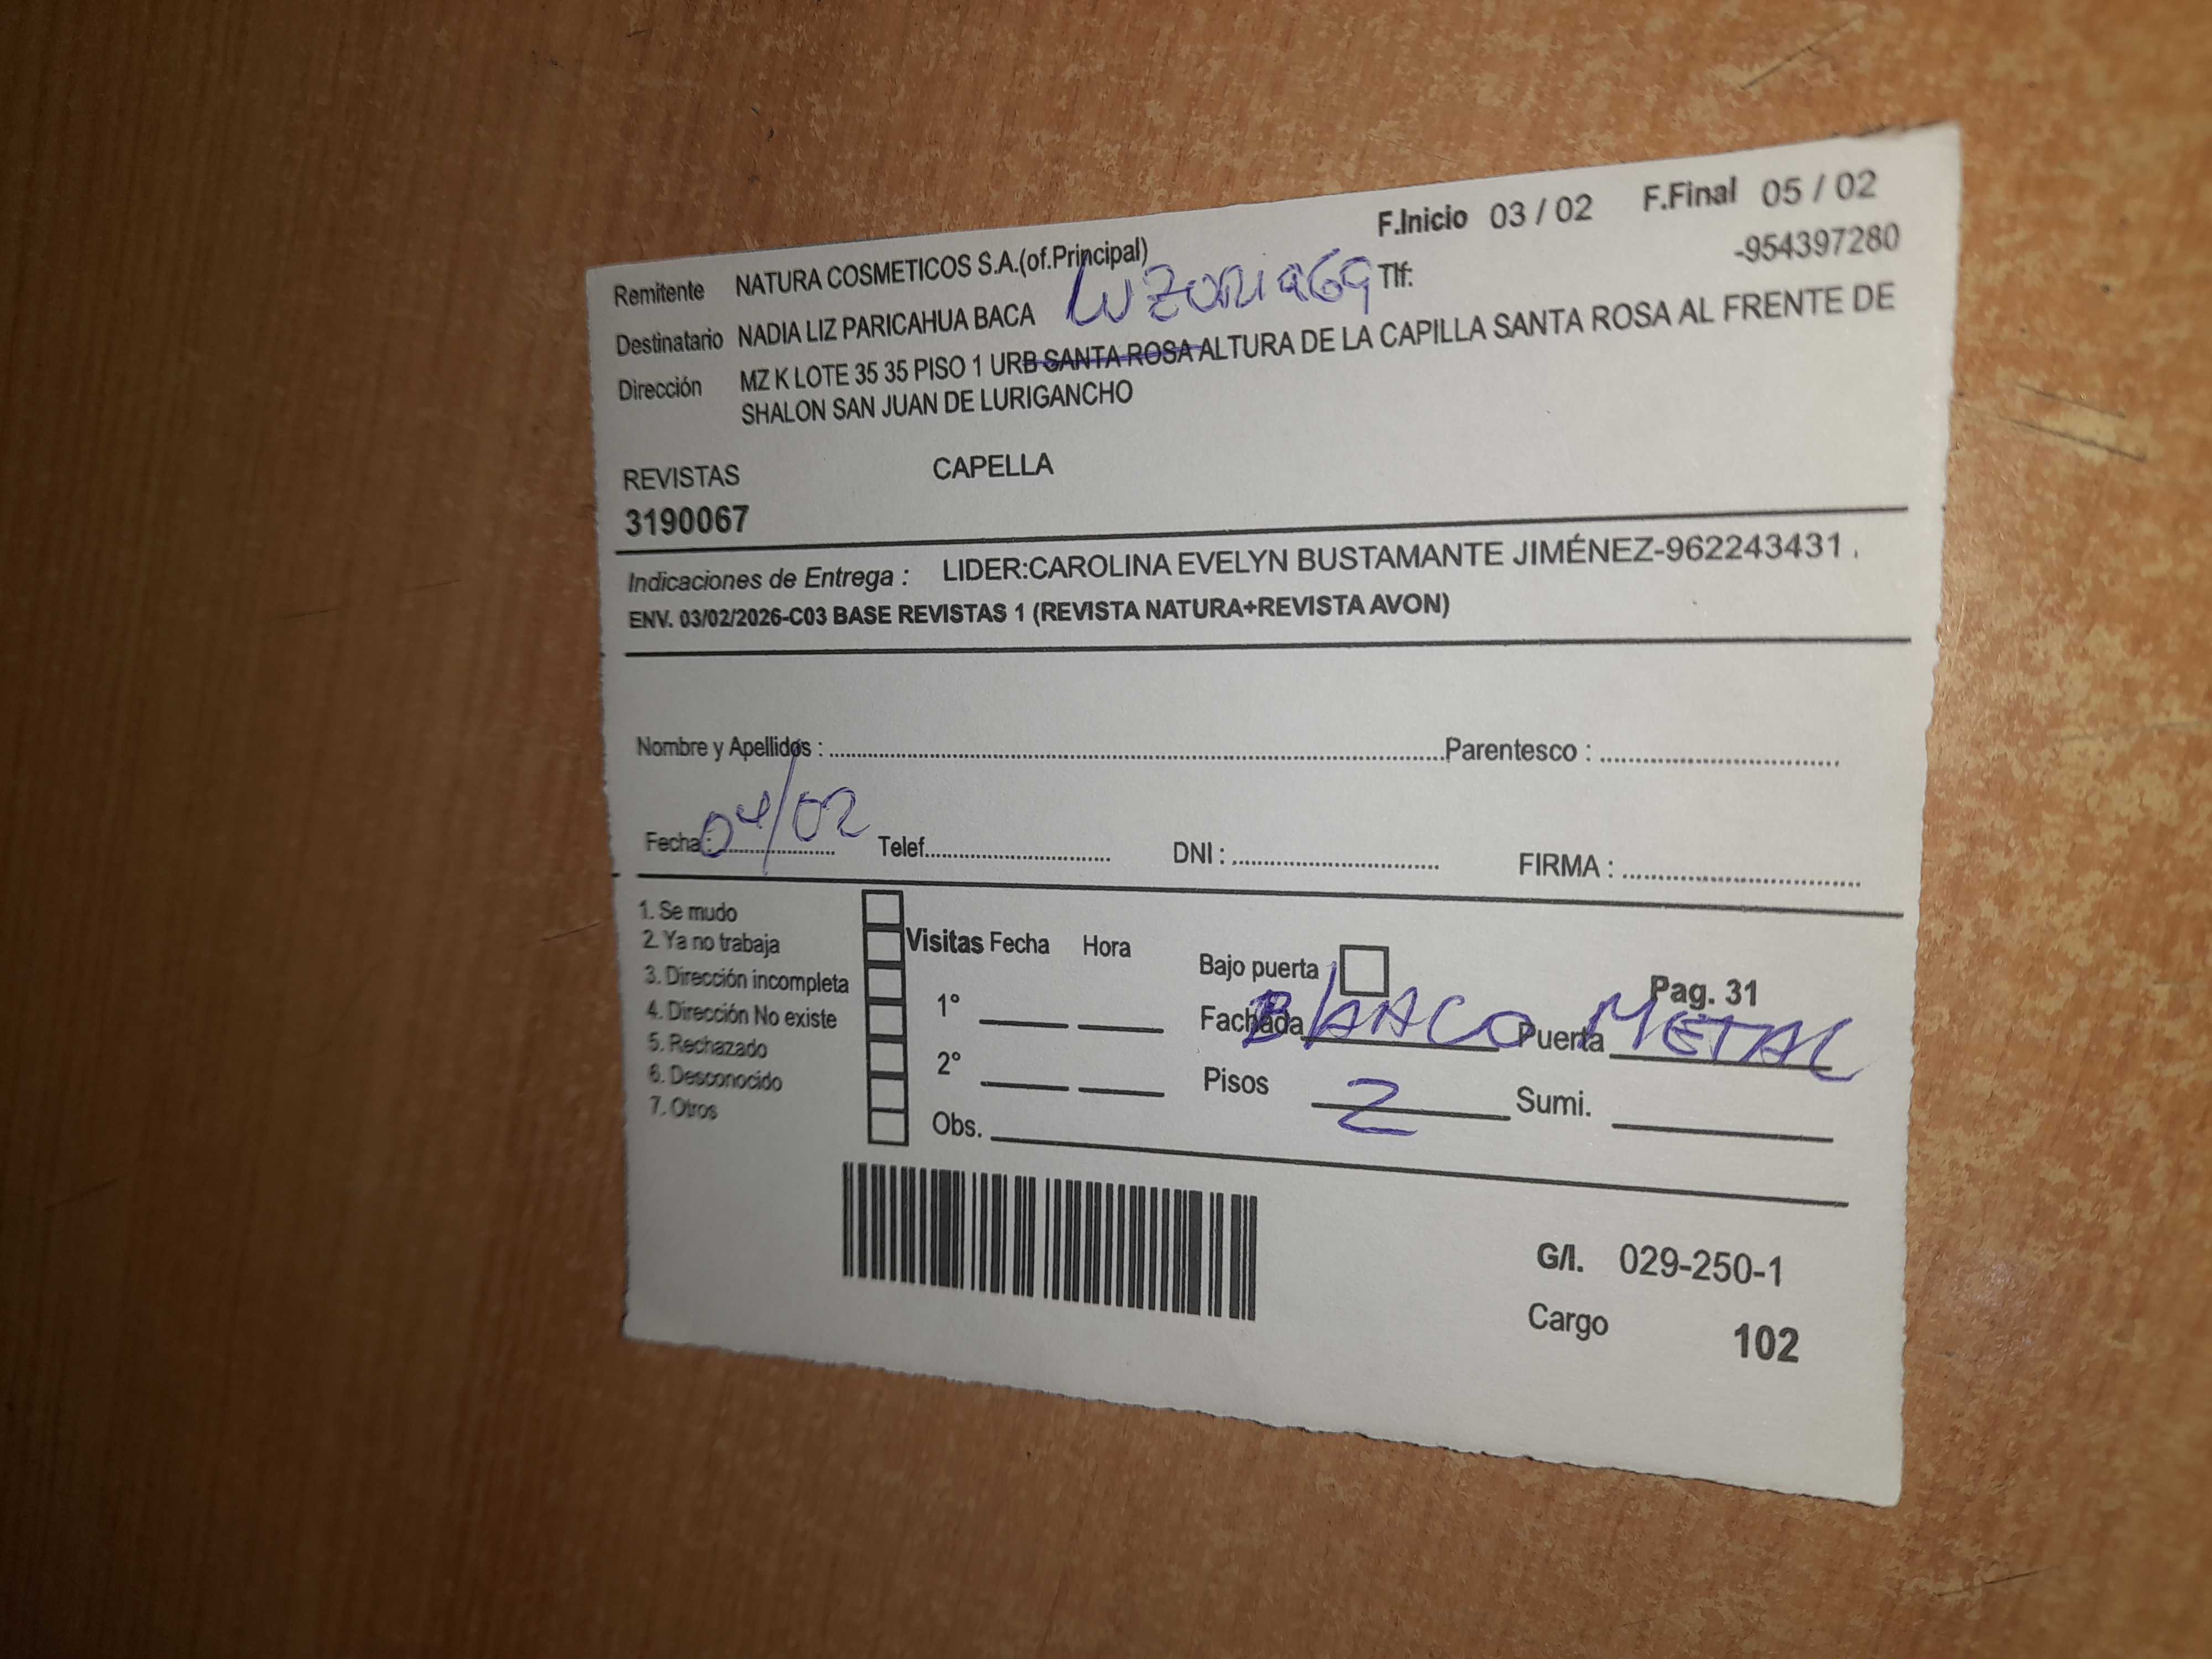 F.Inicio 03 / 02 F.Final 05 / 02
Remitente NATURA COSMETICOS S.A.(of.Principal)
-954397280
Destinatario NADIA LIZ PARICAHUA BACA Tlf:
Dirección MZ K LOTE 35 35 PISO 1 URB SANTA ROSA ALTURA DE LA CAPILLA SANTA ROSA AL FRENTE DE
SHALON SAN JUAN DE LURIGANCHO
REVISTAS CAPELLA
3190067
Indicaciones de Entrega : LIDER:CAROLINA EVELYN BUSTAMANTE JIMÉNEZ-962243431 .
ENV. 03/02/2026-C03 BASE REVISTAS 1 (REVISTA NATURA+REVISTA AVON)
Nombre y Apellidos : Parentesco :
Fecha : 04/02 Telef. DNI : FIRMA :
1. Se mudo
2. Ya no trabaja
3. Dirección incompleta
4. Dirección No existe
5. Rechazado
6. Desconocido
7. Otros
Visitas Fecha Hora
1°
2°
Obs.
Bajo puerta Pag. 31
Fachada BlANCO Puerta METAL
Pisos 2 Sumi.
G/I. 029-250-1
Cargo 102